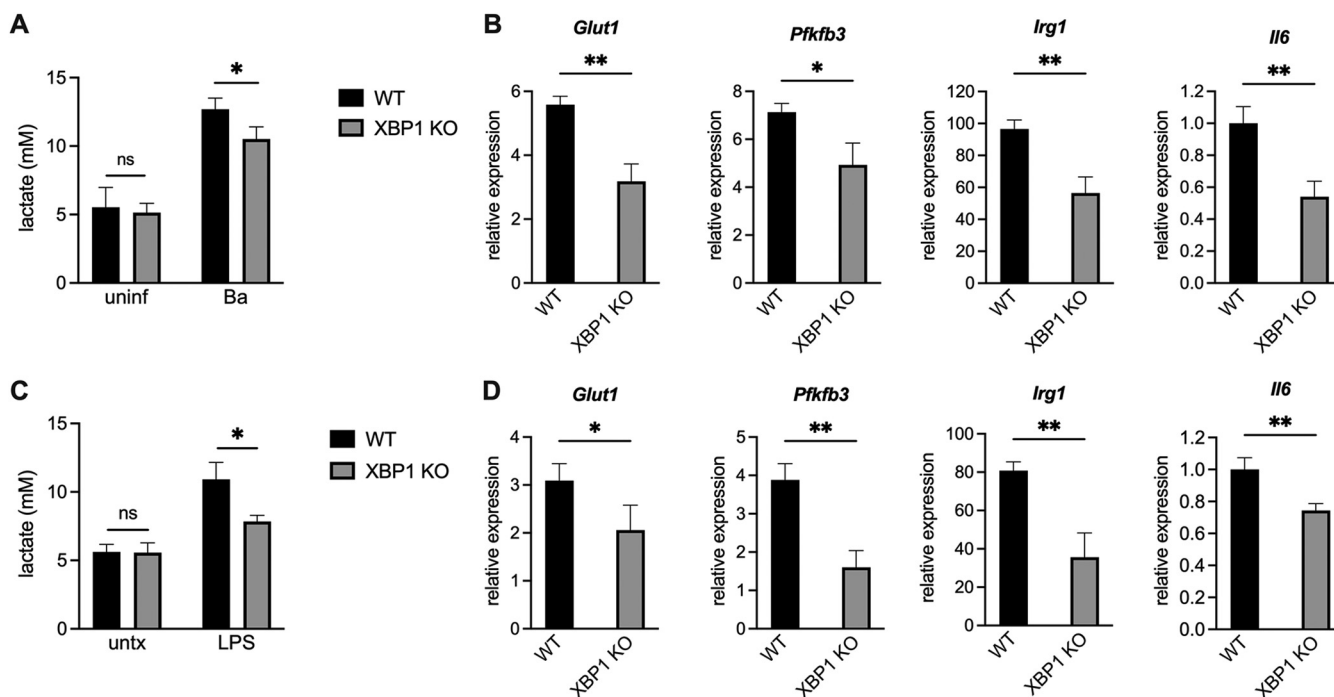 A
lactate (mM)
15
10
5
0
ns
*
uninf
Ba
WT
XBP1 KO
B
Glut1
**
relative expression
6
4
2
0
WT
XBP1 KO
Pfkfb3
*
relative expression
8
6
4
2
0
WT
XBP1 KO
Irg1
**
relative expression
120
100
80
60
40
20
0
WT
XBP1 KO
Il6
**
relative expression
1.2
1.0
0.8
0.6
0.4
0.2
0.0
WT
XBP1 KO
C
lactate (mM)
15
10
5
0
ns
*
untx
LPS
WT
XBP1 KO
D
Glut1
*
relative expression
4
3
2
1
0
WT
XBP1 KO
Pfkfb3
**
relative expression
5
4
3
2
1
0
WT
XBP1 KO
Irg1
**
relative expression
100
80
60
40
20
0
WT
XBP1 KO
Il6
**
relative expression
1.2
1.0
0.8
0.6
0.4
0.2
0.0
WT
XBP1 KO